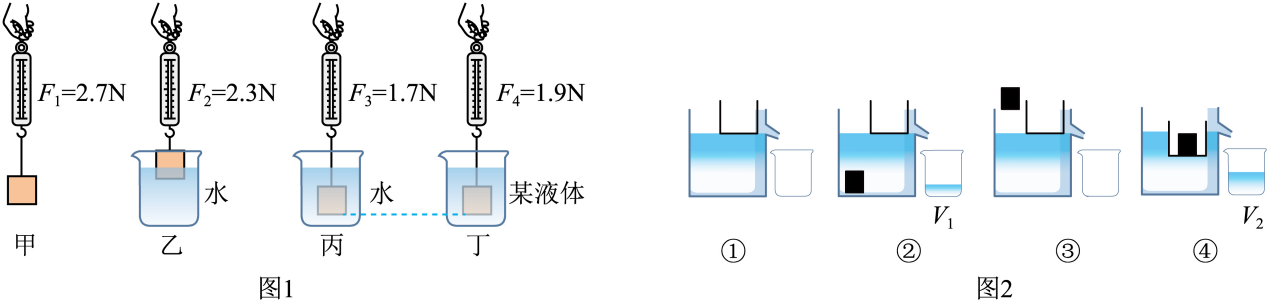 F₁=2.7N
F₂=2.3N
F₃=1.7N
F₄=1.9N
水
水
某液体
甲
乙
丙
丁
图1
V₁
V₂
①
②
③
④
图2